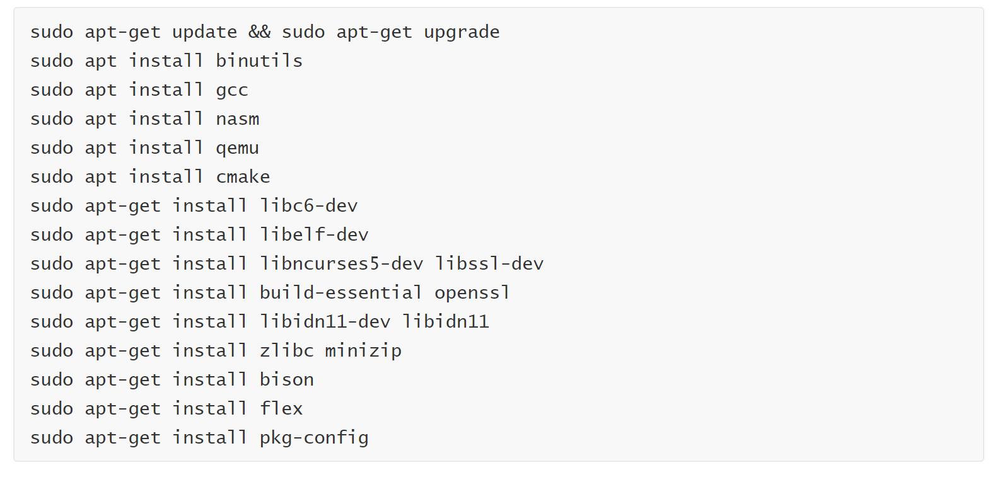 sudo apt-get update && sudo apt-get upgrade
sudo apt install binutils
sudo apt install gcc
sudo apt install nasm
sudo apt install qemu
sudo apt install cmake
sudo apt-get install libc6-dev
sudo apt-get install libelf-dev
sudo apt-get install libncurses5-dev libssl-dev
sudo apt-get install build-essential openssl
sudo apt-get install libidn11-dev libidn11
sudo apt-get install zlibc minizip
sudo apt-get install bison
sudo apt-get install flex
sudo apt-get install pkg-config